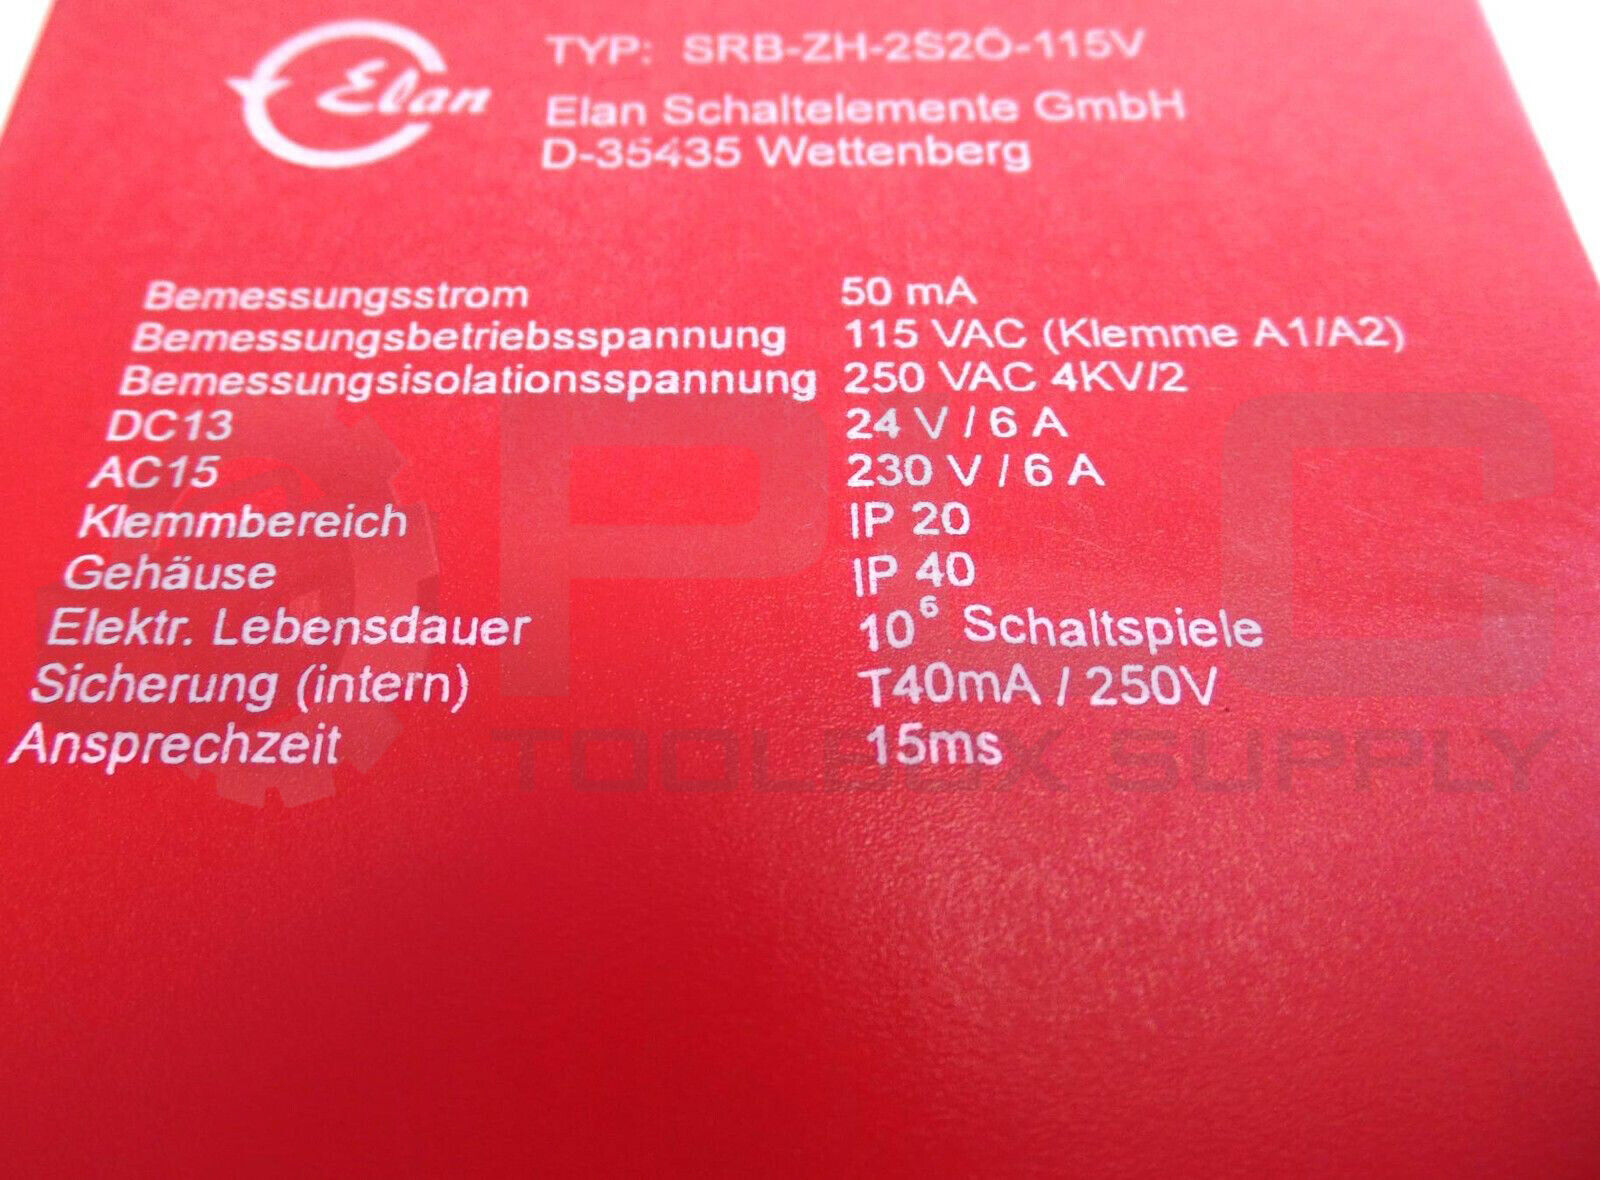 Elan
TYP: SRB-ZH-2S2Ö-115V
Elan Schaltelemente GmbH
D-35435 Wettenberg
Bemessungsstrom 50 mA
Bemessungsbetriebsspannung 115 VAC (Klemme A1/A2)
Bemessungsisolationsspannung 250 VAC 4KV/2
DC13 24 V / 6 A
AC15 230 V / 6 A
Klemmbereich IP 20
Gehäuse IP 40
Elektr. Lebensdauer 10⁶ Schaltspiele
Sicherung (intern) T40mA / 250V
Ansprechzeit 15ms
PLC
TOOLBOX SUPPLY